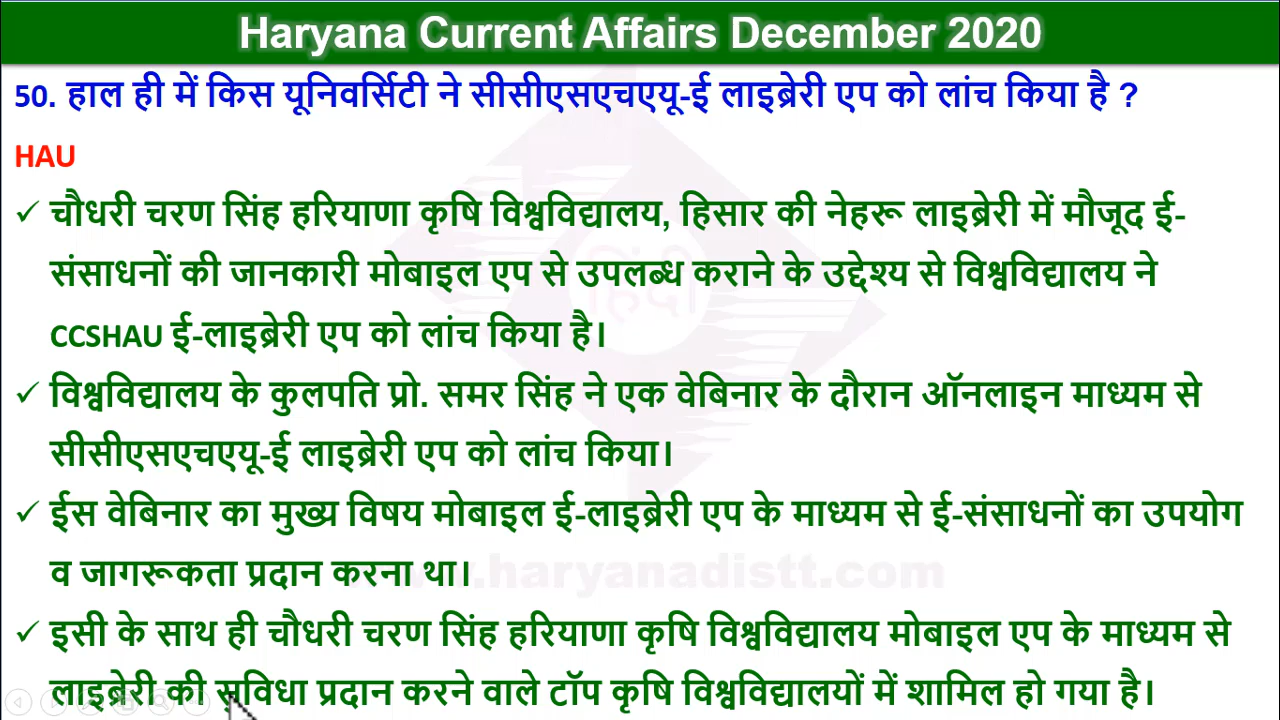 Haryana Current Affairs December 2020
50. हाल ही में किस यूनिवर्सिटी ने सीसीएसएचएयू-ई लाइब्रेरी एप को लांच किया है ?
HAU
✓ चौधरी चरण सिंह हरियाणा कृषि विश्वविद्यालय, हिसार की नेहरू लाइब्रेरी में मौजूद ई-
संसाधनों की जानकारी मोबाइल एप से उपलब्ध कराने के उद्देश्य से विश्वविद्यालय ने
CCSHAU ई-लाइब्रेरी एप को लांच किया है।
✓ विश्वविद्यालय के कुलपति प्रो. समर सिंह ने एक वेबिनार के दौरान ऑनलाइन माध्यम से
सीसीएसएचएयू-ई लाइब्रेरी एप को लांच किया।
✓ ईस वेबिनार का मुख्य विषय मोबाइल ई-लाइब्रेरी एप के माध्यम से ई-संसाधनों का उपयोग
व जागरूकता प्रदान करना था।
www.haryanadistt.com
✓ इसी के साथ ही चौधरी चरण सिंह हरियाणा कृषि विश्वविद्यालय मोबाइल एप के माध्यम से
लाइब्रेरी की सुविधा प्रदान करने वाले टॉप कृषि विश्वविद्यालयों में शामिल हो गया है।